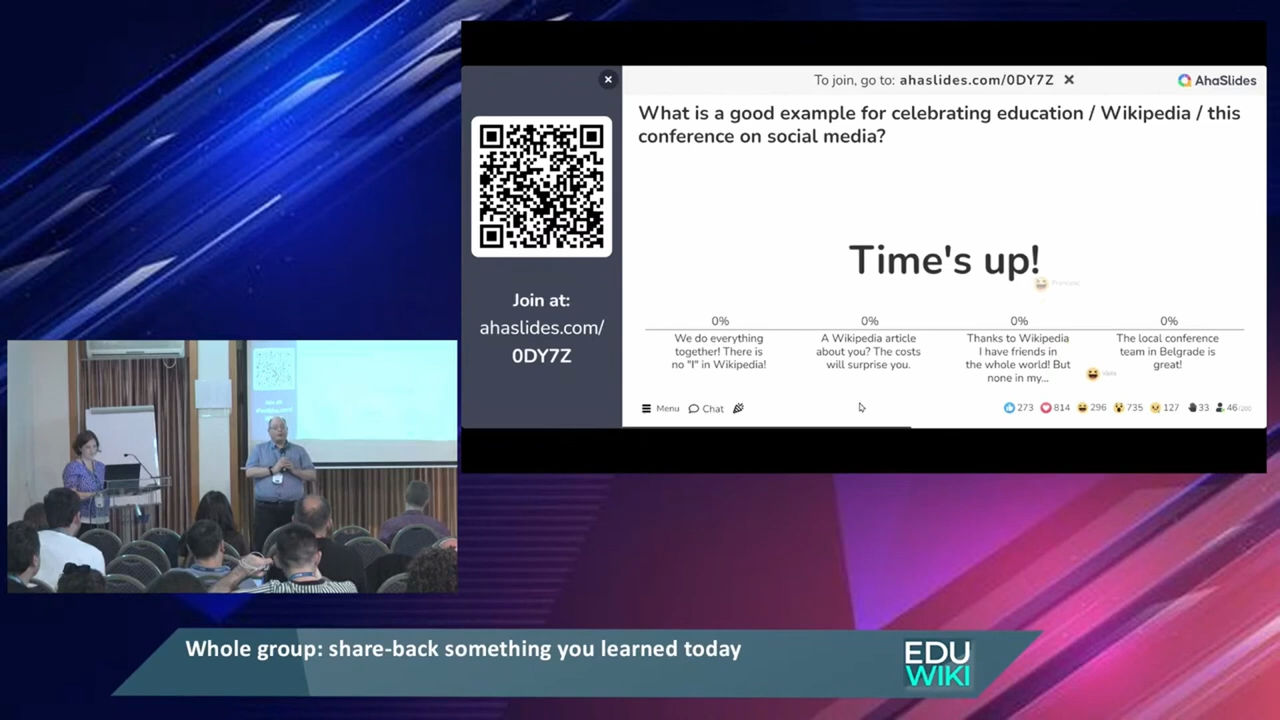 To join, go to: ahaslides.com/0DY7Z
AhaSlides
What is a good example for celebrating education / Wikipedia / this
conference on social media?
Join at:
ahaslides.com/
0DY7Z
Time's up!
0%
We do everything
together! There is
no "I" in Wikipedia!
0%
A Wikipedia article
about you? The costs
will surprise you.
0%
Thanks to Wikipedia
I have friends in
the whole world! But
none in my...
0%
The local conference
team in Belgrade is
great!
Menu
Chat
273
814
296
735
127
33
46/200
Whole group: share-back something you learned today
EDU
WIKI